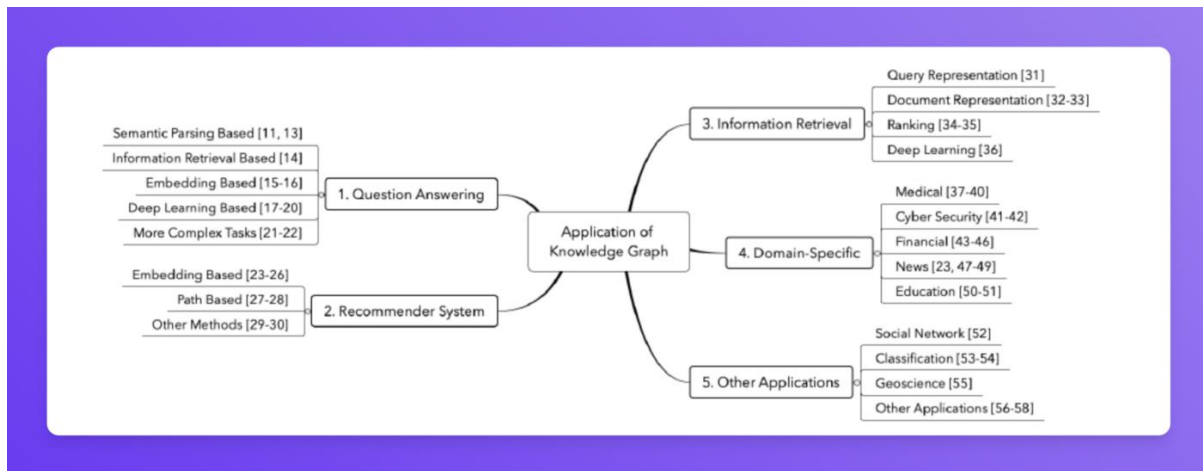 Application of
Knowledge Graph
1. Question Answering
Semantic Parsing Based [11, 13]
Information Retrieval Based [14]
Embedding Based [15-16]
Deep Learning Based [17-20]
More Complex Tasks [21-22]
2. Recommender System
Embedding Based [23-26]
Path Based [27-28]
Other Methods [29-30]
3. Information Retrieval
Query Representation [31]
Document Representation [32-33]
Ranking [34-35]
Deep Learning [36]
4. Domain-Specific
Medical [37-40]
Cyber Security [41-42]
Financial [43-46]
News [23, 47-49]
Education [50-51]
5. Other Applications
Social Network [52]
Classification [53-54]
Geoscience [55]
Other Applications [56-58]